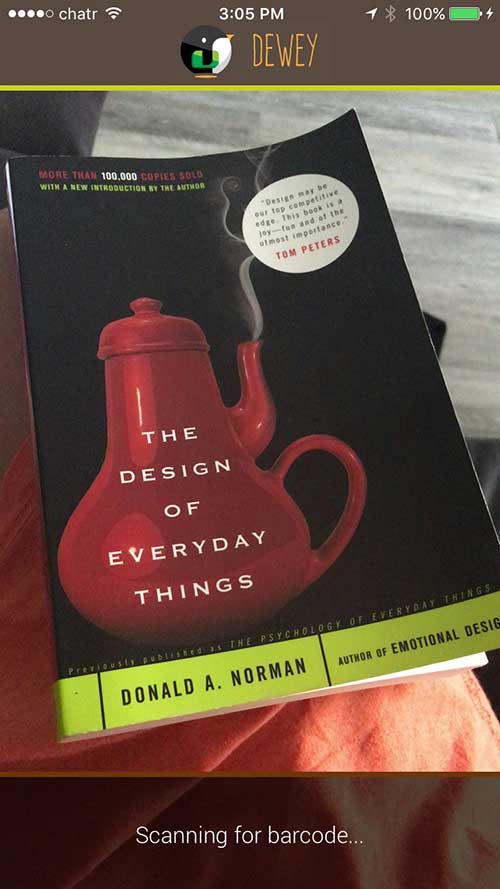 chatr 3:05 PM 100%
DEWEY
MORE THAN 100,000 COPIES SOLD
WITH A NEW INTRODUCTION BY THE AUTHOR
"Design may be
our top competitive
edge. This book is a
joy—fun and of the
utmost importance."
TOM PETERS
THE
DESIGN
OF
EVERYDAY
THINGS
Previously published as THE PSYCHOLOGY OF EVERYDAY THINGS
DONALD A. NORMAN
AUTHOR OF EMOTIONAL DESIG
Scanning for barcode...